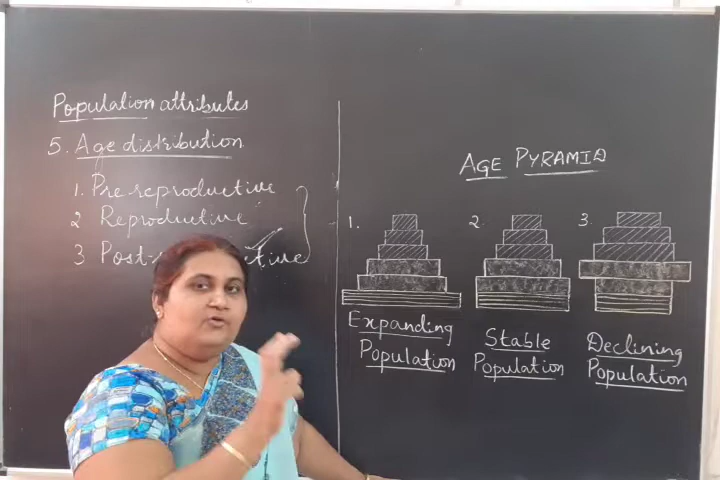 Population attributes
5. Age distribution
1. Pre reproductive
2 Reproductive
3 Post-
AGE PYRAMID
1.
2.
3.
Expanding
Population
Stable
Population
Declining
Population